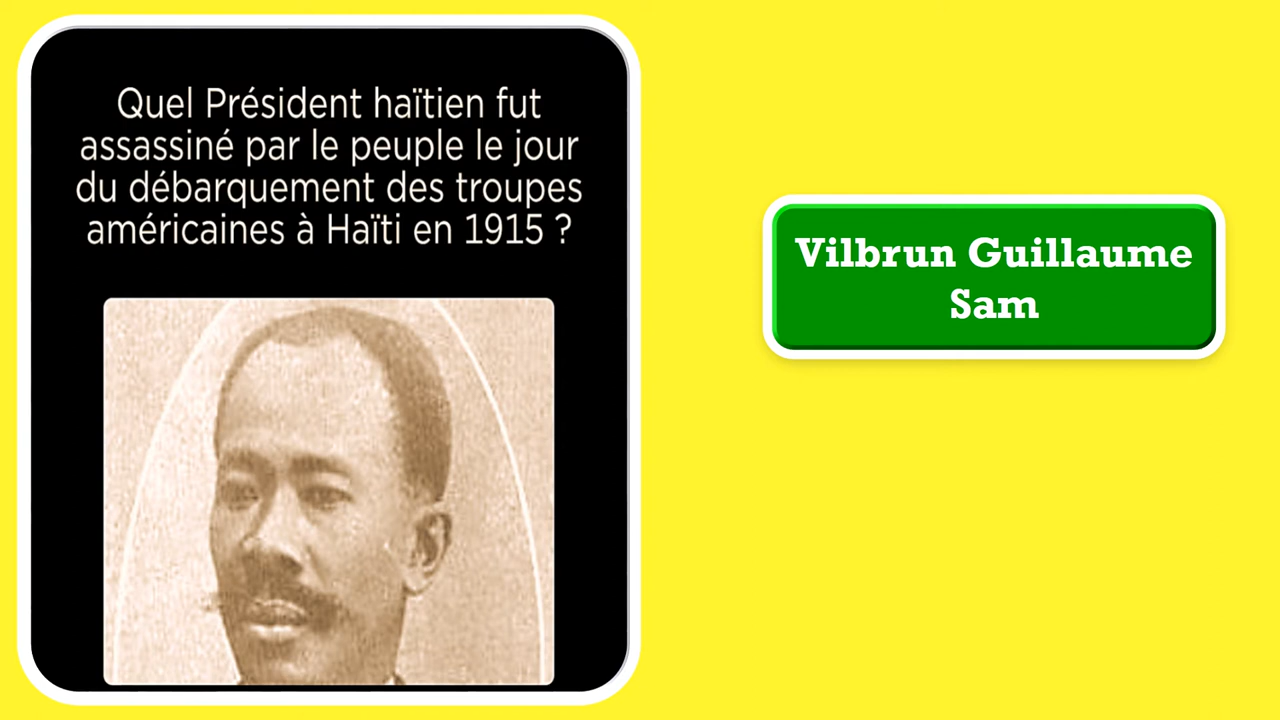 Quel Président haïtien fut
assassiné par le peuple le jour
du débarquement des troupes
américaines à Haïti en 1915 ?
Vilbrun Guillaume
Sam